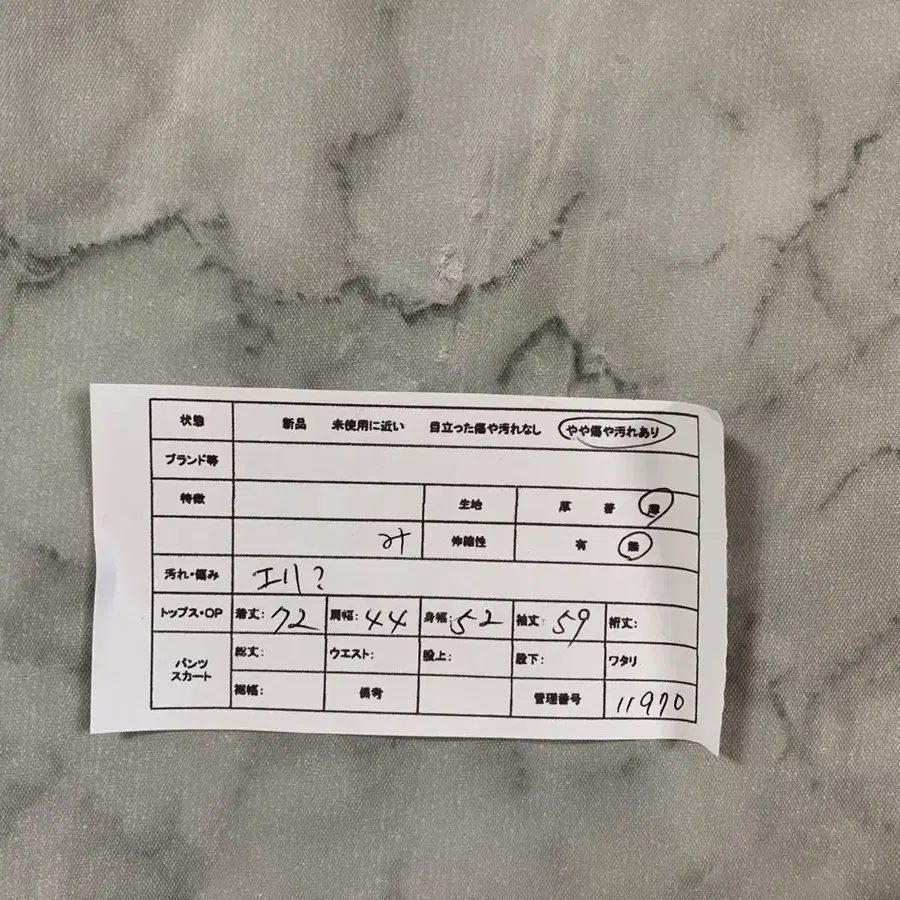 状態 新品 未使用に近い 目立った傷や汚れなし やや傷や汚れあり
ブランド等
特徴 生地 厚 普 薄
み 伸縮性 有 無
汚れ・傷み エリ?
トップス・OP 着丈: 72 肩幅: 44 身幅: 52 袖丈: 59 裄丈:
パンツ スカート 総丈: ウエスト: 股上: 股下: ワタリ
裾幅: 備考 管理番号 11970